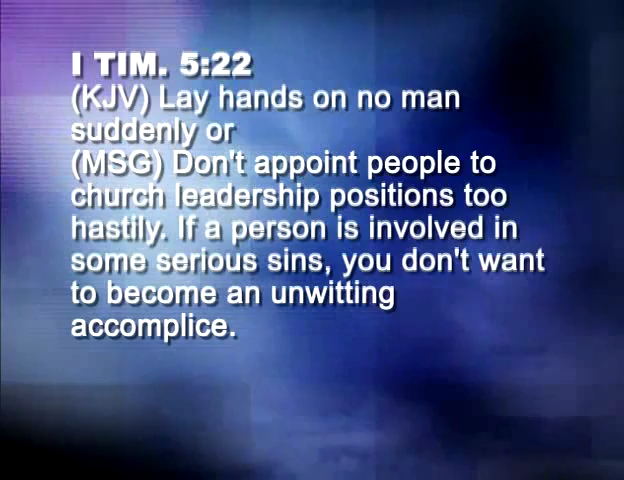 I TIM. 5:22
(KJV) Lay hands on no man
suddenly or
(MSG) Don't appoint people to
church leadership positions too
hastily. If a person is involved in
some serious sins, you don't want
to become an unwitting
accomplice.